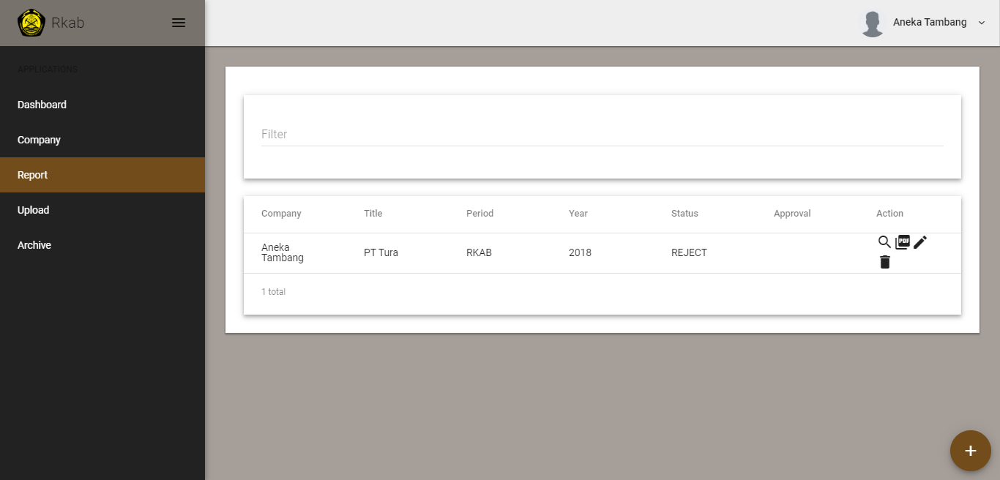 Rkab
Aneka Tambang
APPLICATIONS
Dashboard
Company
Report
Upload
Archive
Filter
Company Title Period Year Status Approval Action
Aneka
Tambang
PT Tura RKAB 2018 REJECT
PDF
1 total
+